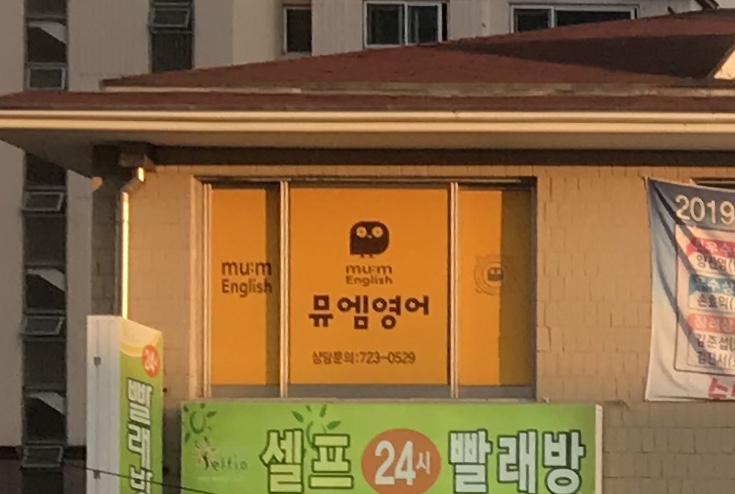 mu:m
English
mu:m
English
뮤엠영어
상담문의:723-0529
2019
24
빨래방
셀프 24시 빨래방